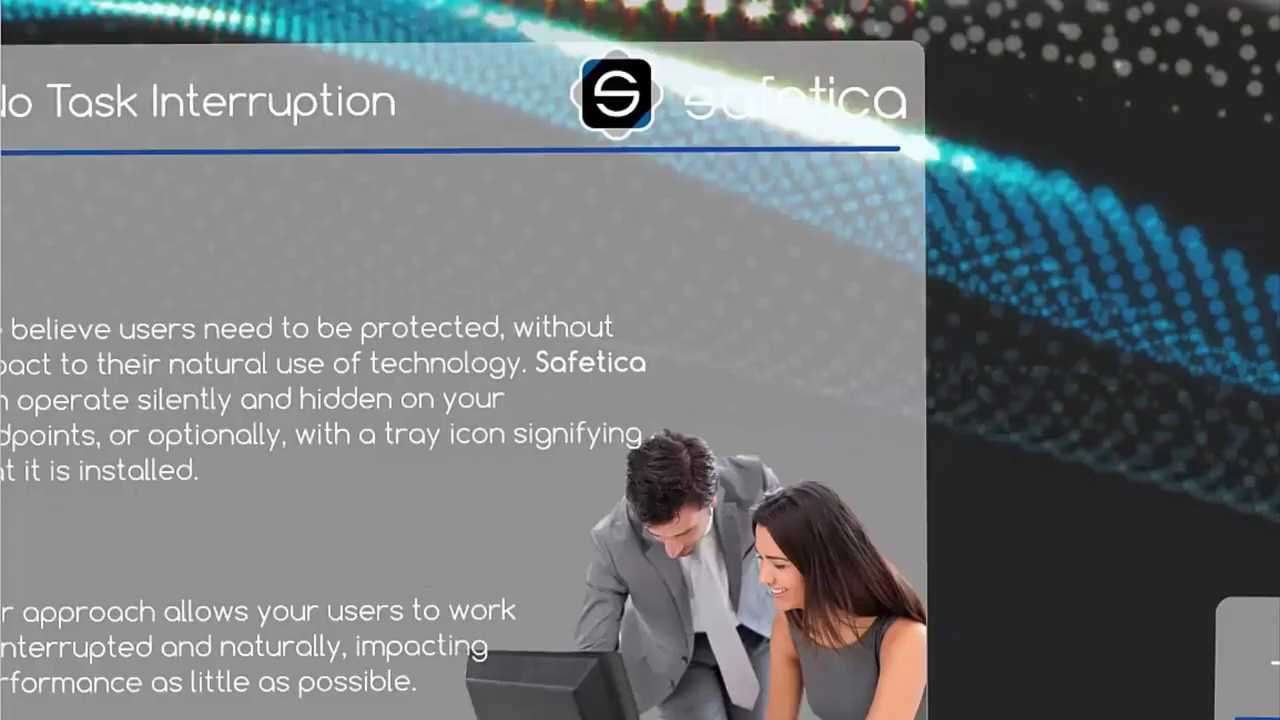 lo Task Interruption
S safetica
believe users need to be protected, without
pact to their natural use of technology. Safetica
n operate silently and hidden on your
dpoints, or optionally, with a tray icon signifying
at it is installed.
r approach allows your users to work
nterrupted and naturally, impacting
rformance as little as possible.